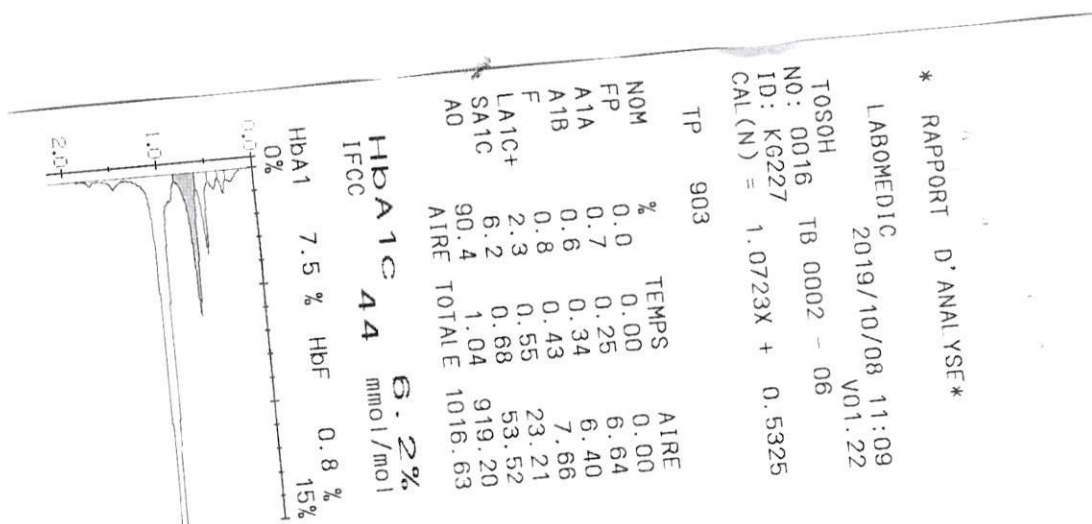 * RAPPORT D'ANALYSE*
LABOMEDIC
2019/10/08 11:09
TOSOH V01.22
NO: 0016 TB 0002 - 06
ID: KG227
CAL(N) = 1.0723X + 0.5325
TP 903
NOM % TEMPS AIRE
FP 0.0 0.00 0.00
A1A 0.7 0.25 6.64
A1B 0.6 0.34 6.40
F 0.8 0.43 7.66
LA1C+ 2.3 0.55 23.21
SA1C 6.2 0.68 53.52
A0 90.4 1.04 919.20
AIRE TOTALE 1016.63
HbA1C 44 6.2%
IFCC mmol/mol
HbA1 7.5 % HbF 0.8 %
0% 15%
0.0
1.0
2.0